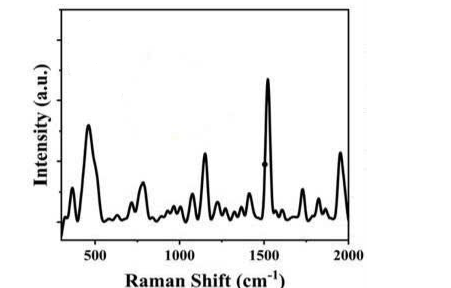 Intensity (a.u.)
500 1000 1500 2000
Raman Shift (cm⁻¹)